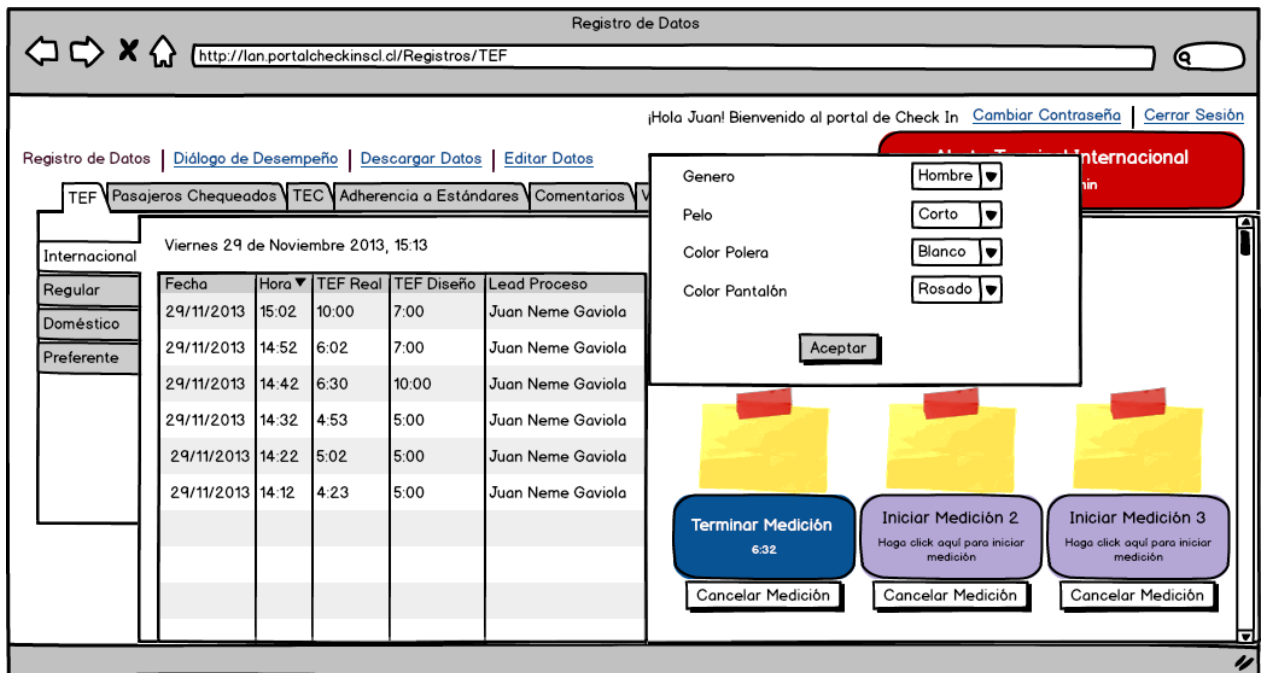 Registro de Datos
http://lan.portalcheckinscl.cl/Registros/TEF
¡Hola Juan! Bienvenido al portal de Check In Cambiar Contraseña | Cerrar Sesión
Registro de Datos | Diálogo de Desempeño | Descargar Datos | Editar Datos
Internacional
TEF Pasajeros Chequeados TEC Adherencia a Estándares Comentarios
Genero Hombre
Pelo Corto
Color Polera Blanco
Color Pantalón Rosado
Aceptar
Internacional
Regular
Doméstico
Preferente
Viernes 29 de Noviembre 2013, 15:13
Fecha Hora TEF Real TEF Diseño Lead Proceso
29/11/2013 15:02 10:00 7:00 Juan Neme Gaviola
29/11/2013 14:52 6:02 7:00 Juan Neme Gaviola
29/11/2013 14:42 6:30 10:00 Juan Neme Gaviola
29/11/2013 14:32 4:53 5:00 Juan Neme Gaviola
29/11/2013 14:22 5:02 5:00 Juan Neme Gaviola
29/11/2013 14:12 4:23 5:00 Juan Neme Gaviola
Terminar Medición
6:32
Cancelar Medición
Iniciar Medición 2
Haga click aquí para iniciar
medición
Cancelar Medición
Iniciar Medición 3
Haga click aquí para iniciar
medición
Cancelar Medición